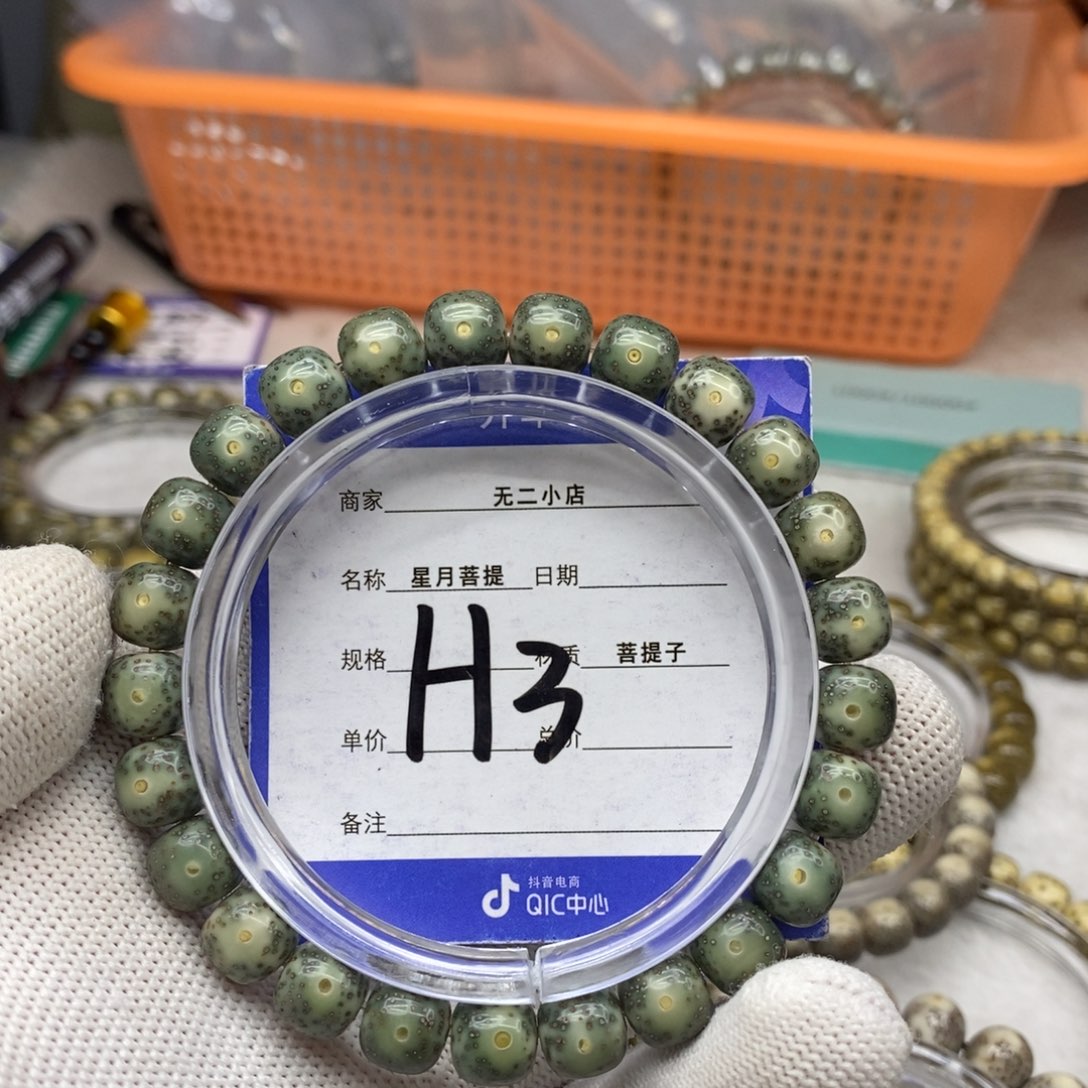 商家 无二小店
名称 星月菩提 日期
规格 材质 菩提子
单价 总价
H3
备注
抖音电商
QIC中心